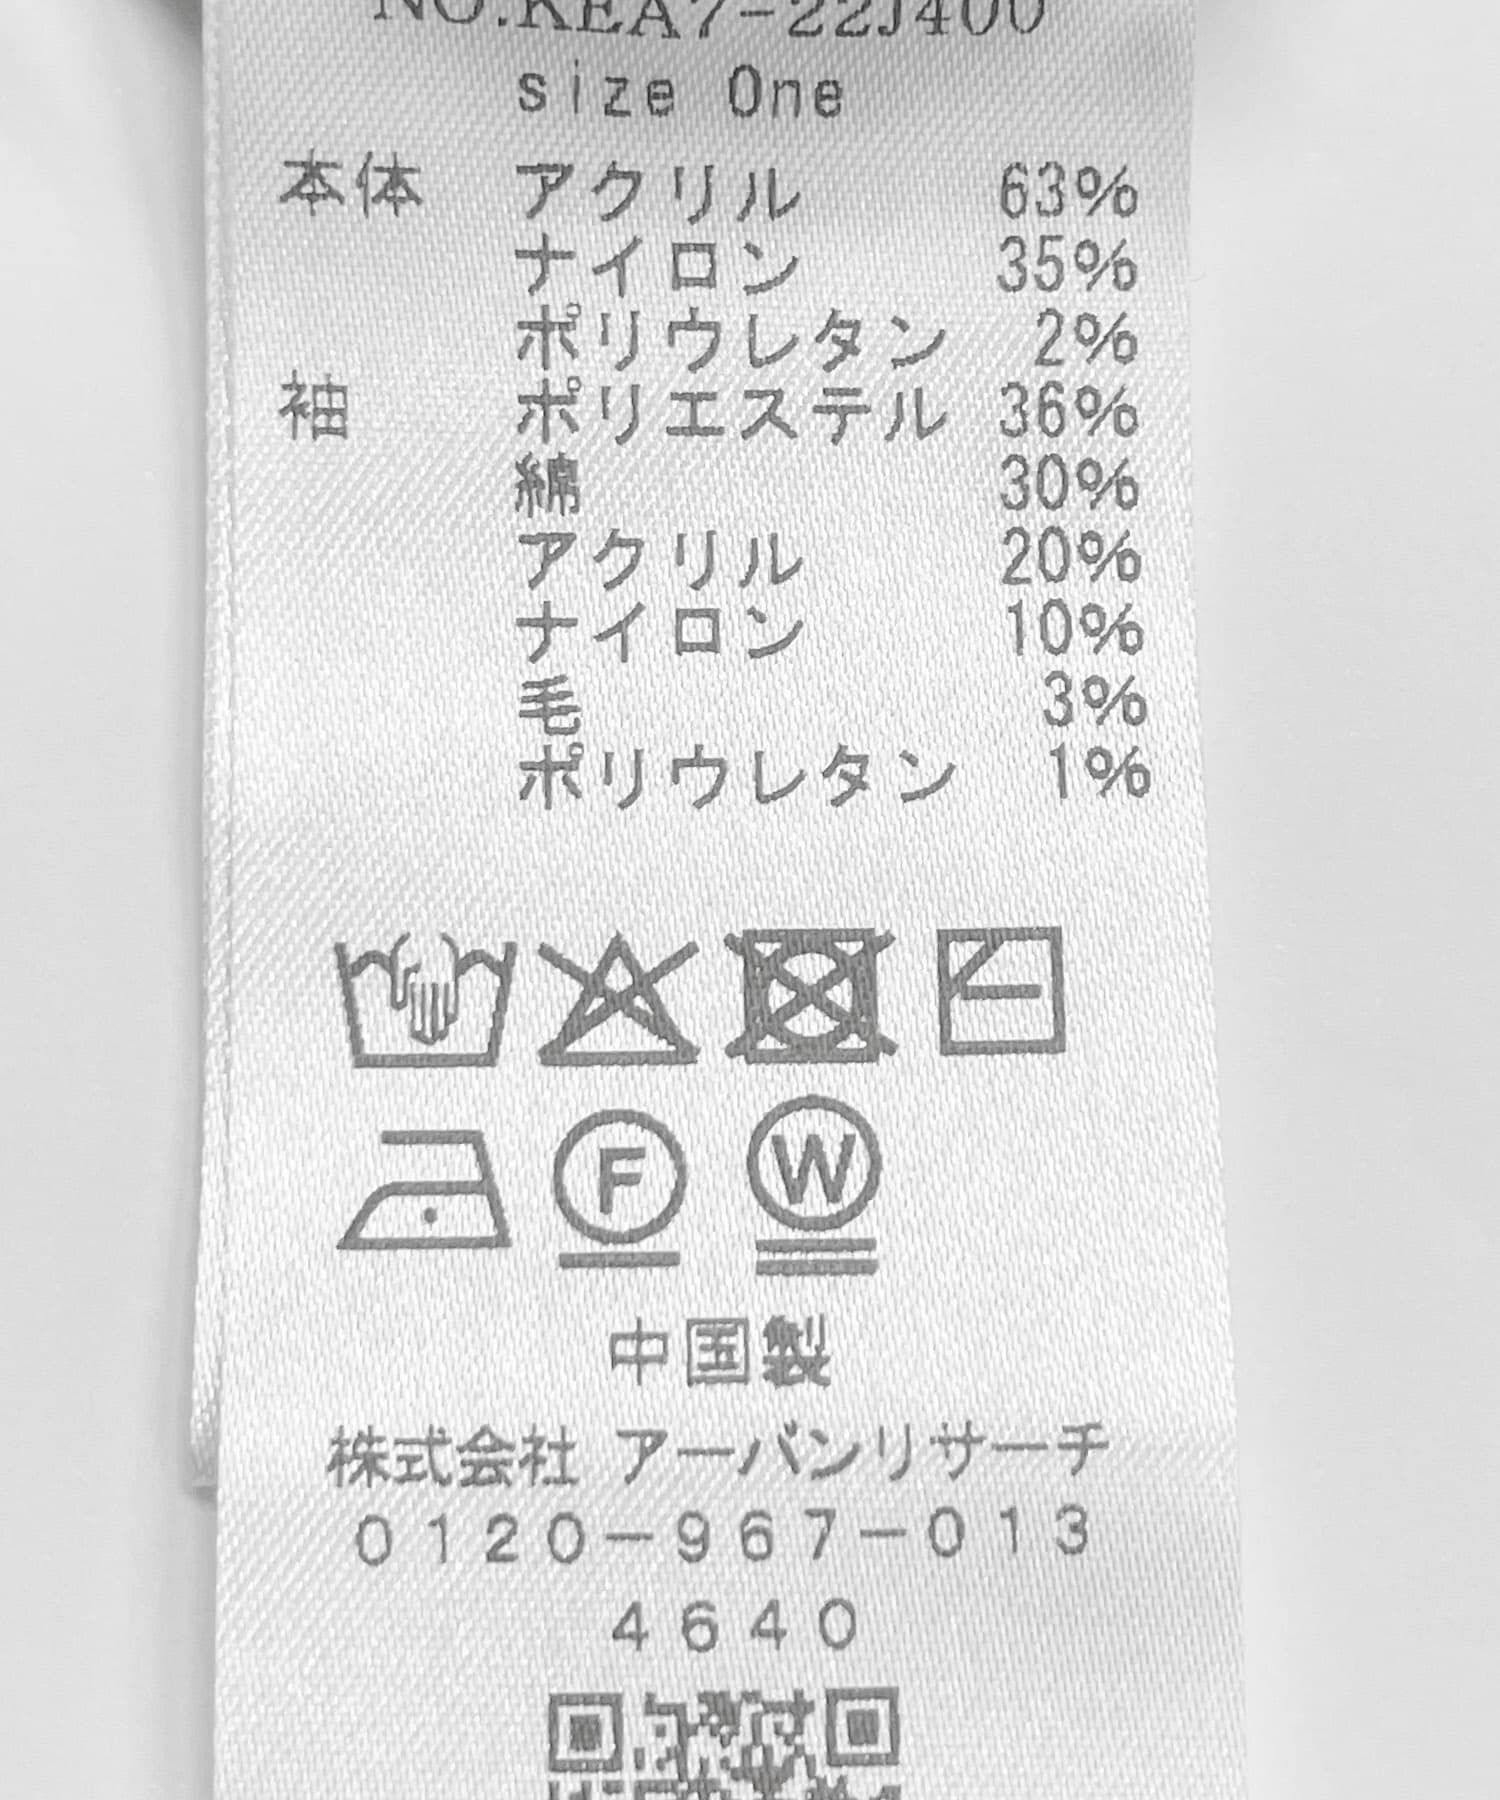 NO.KEA7-22J400
size One
本体 アクリル 63%
ナイロン 35%
ポリウレタン 2%
袖 ポリエステル 36%
綿 30%
アクリル 20%
ナイロン 10%
毛 3%
ポリウレタン 1%
F W
中国製
株式会社 アーバンリサーチ
0120-967-013
4640